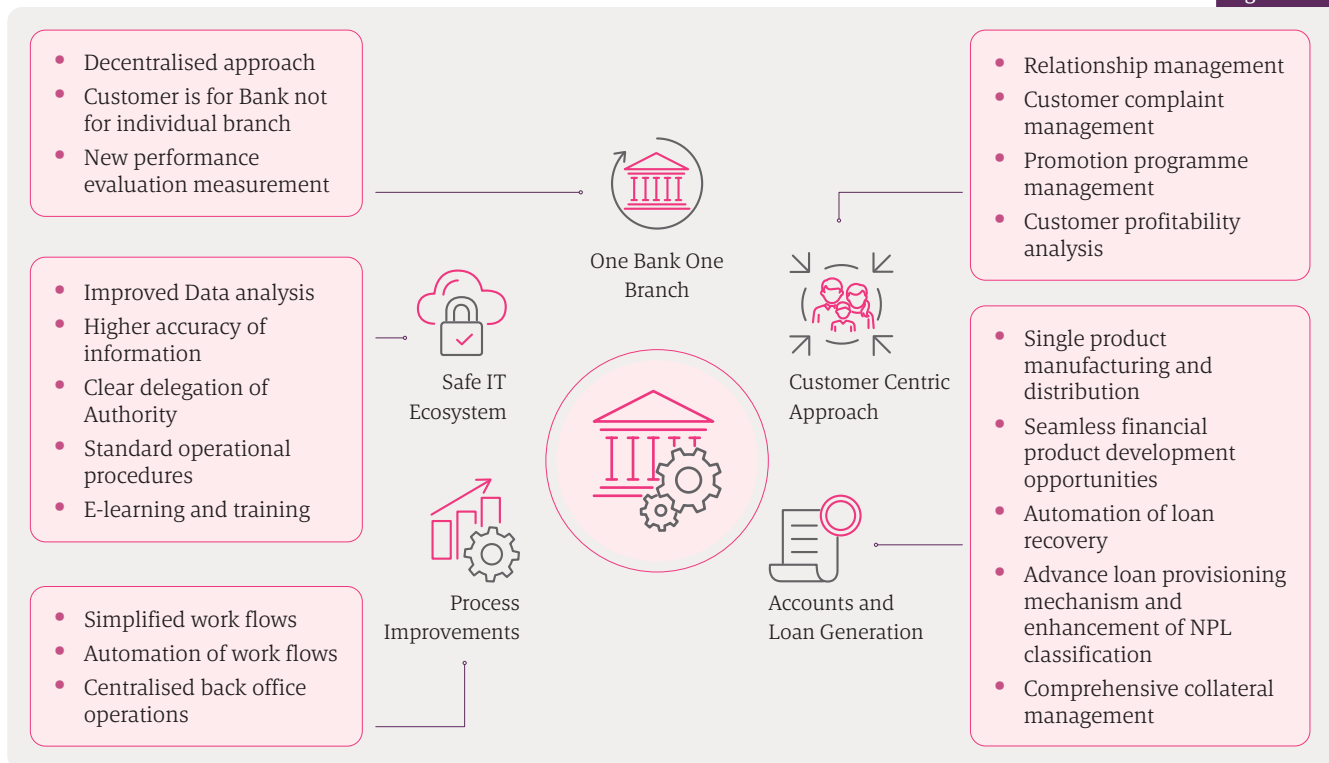 Decentralised approach
Customer is for Bank not
for individual branch
New performance
evaluation measurement
One Bank One
Branch
Relationship management
Customer complaint
management
Promotion programme
management
Customer profitability
analysis
Improved Data analysis
Higher accuracy of
information
Clear delegation of
Authority
Standard operational
procedures
E-learning and training
Safe IT
Ecosystem
Customer Centric
Approach
Single product
manufacturing and
distribution
Seamless financial
product development
opportunities
Automation of loan
recovery
Advance loan provisioning
mechanism and
enhancement of NPL
classification
Comprehensive collateral
management
Simplified work flows
Automation of work flows
Centralised back office
operations
Process
Improvements
Accounts and
Loan Generation